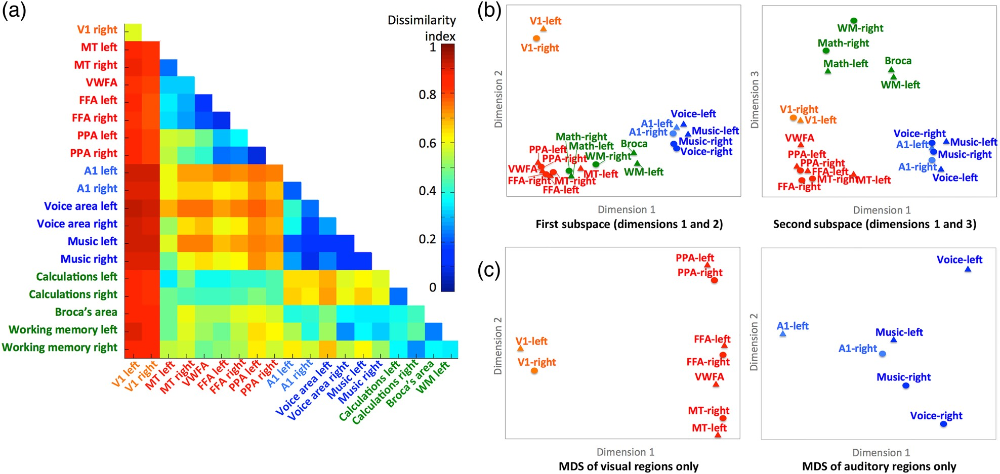 (a)
Dissimilarity
index
1
0.8
0.6
0.4
0.2
0
V1 right
MT left
MT right
VWFA
FFA left
FFA right
PPA left
PPA right
A1 left
A1 right
Voice area left
Voice area right
Music left
Music right
Calculations left
Calculations right
Broca's area
Working memory left
Working memory right
V1 left
V1 right
MT left
MT right
VWFA
FFA left
FFA right
PPA left
PPA right
A1 left
A1 right
Voice area left
Voice area right
Music left
Music right
Calculations left
Calculations right
Broca's area
WM left
(b)
V1-left
V1-right
Dimension 2
Voice-left
A1-left
A1-right
Music-left
Music-right
Voice-right
Math-right
Math-left
Broca
PPA-left
PPA-right
WM-right
VWFA
MT-left
WM-left
FFA-right
MT-right
FFA-left
Dimension 1
First subspace (dimensions 1 and 2)
WM-right
Math-right
Math-left
Broca
WM-left
Dimension 3
V1-right
V1-left
VWFA
Voice-right
A1-left
Music-left
PPA-left
Music-right
PPA-right
A1-right
FFA-left
MT-right
MT-left
Voice-left
FFA-right
Dimension 1
Second subspace (dimensions 1 and 3)
(c)
PPA-left
PPA-right
Dimension 2
V1-left
V1-right
FFA-left
FFA-right
VWFA
MT-right
MT-left
Dimension 1
MDS of visual regions only
Voice-left
Dimension 2
A1-left
Music-left
A1-right
Music-right
Voice-right
Dimension 1
MDS of auditory regions only